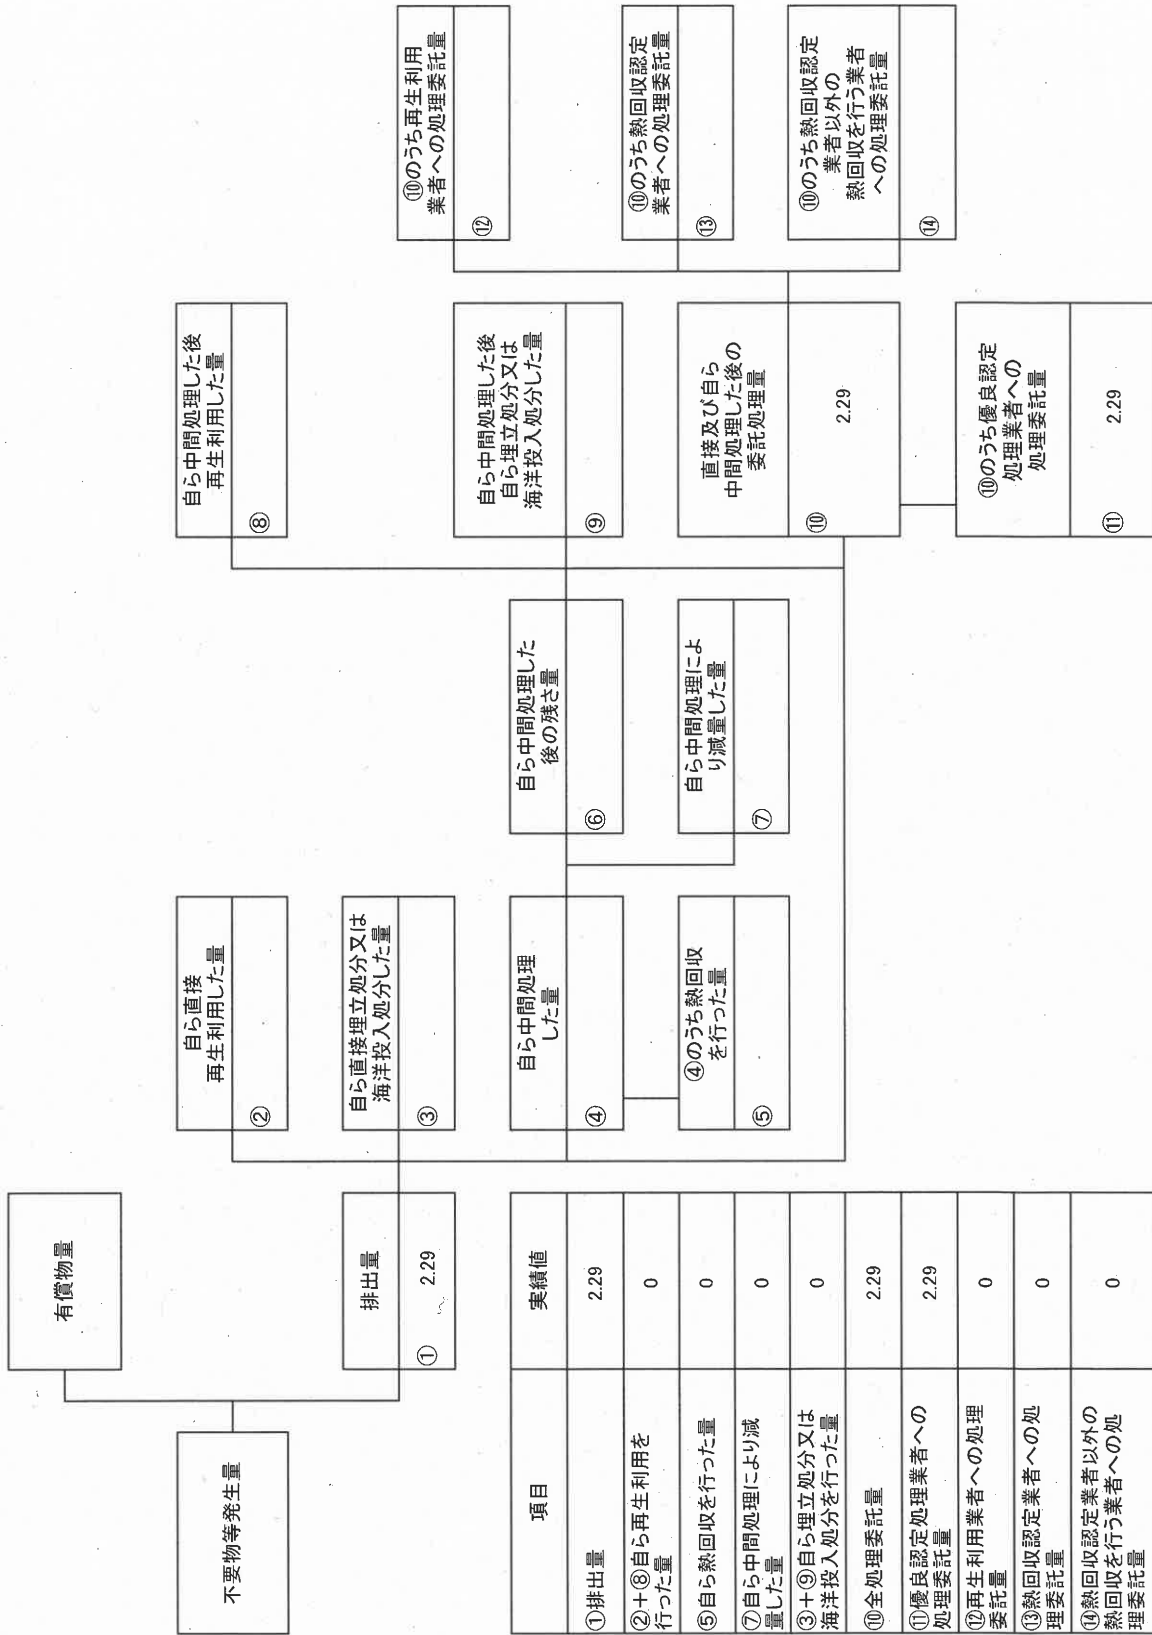 不要物等発生量
有償物量
排出量
① 2.29
自ら直接
再生利用した量
②
自ら直接埋立処分又は
海洋投入処分した量
③
自ら中間処理
した量
④
④のうち熱回収
を行った量
⑤
自ら中間処理した
後の残さ量
⑥
自ら中間処理によ
り減量した量
⑦
自ら中間処理した後
再生利用した量
⑧
自ら中間処理した後
自ら埋立処分又は
海洋投入処分した量
⑨
直接及び自ら
中間処理した後の
委託処理量
⑩ 2.29
⑩のうち優良認定
処理業者への
処理委託量
⑪ 2.29
⑩のうち再生利用
業者への処理委託量
⑫
⑩のうち熱回収認定
業者への処理委託量
⑬
⑩のうち熱回収認定
業者以外の
熱回収を行う業者
への処理委託量
⑭
項目 実績値
①排出量 2.29
②+⑧自ら再生利用を
行った量 0
⑤自ら熱回収を行った量 0
⑦自ら中間処理により減
量した量 0
③+⑨自ら埋立処分又は
海洋投入処分を行った量 0
⑩全処理委託量 2.29
⑪優良認定処理業者への
処理委託量 2.29
⑫再生利用業者への処理
委託量 0
⑬熱回収認定業者への処
理委託量 0
⑭熱回収認定業者以外の
熱回収を行う業者への処
理委託量 0